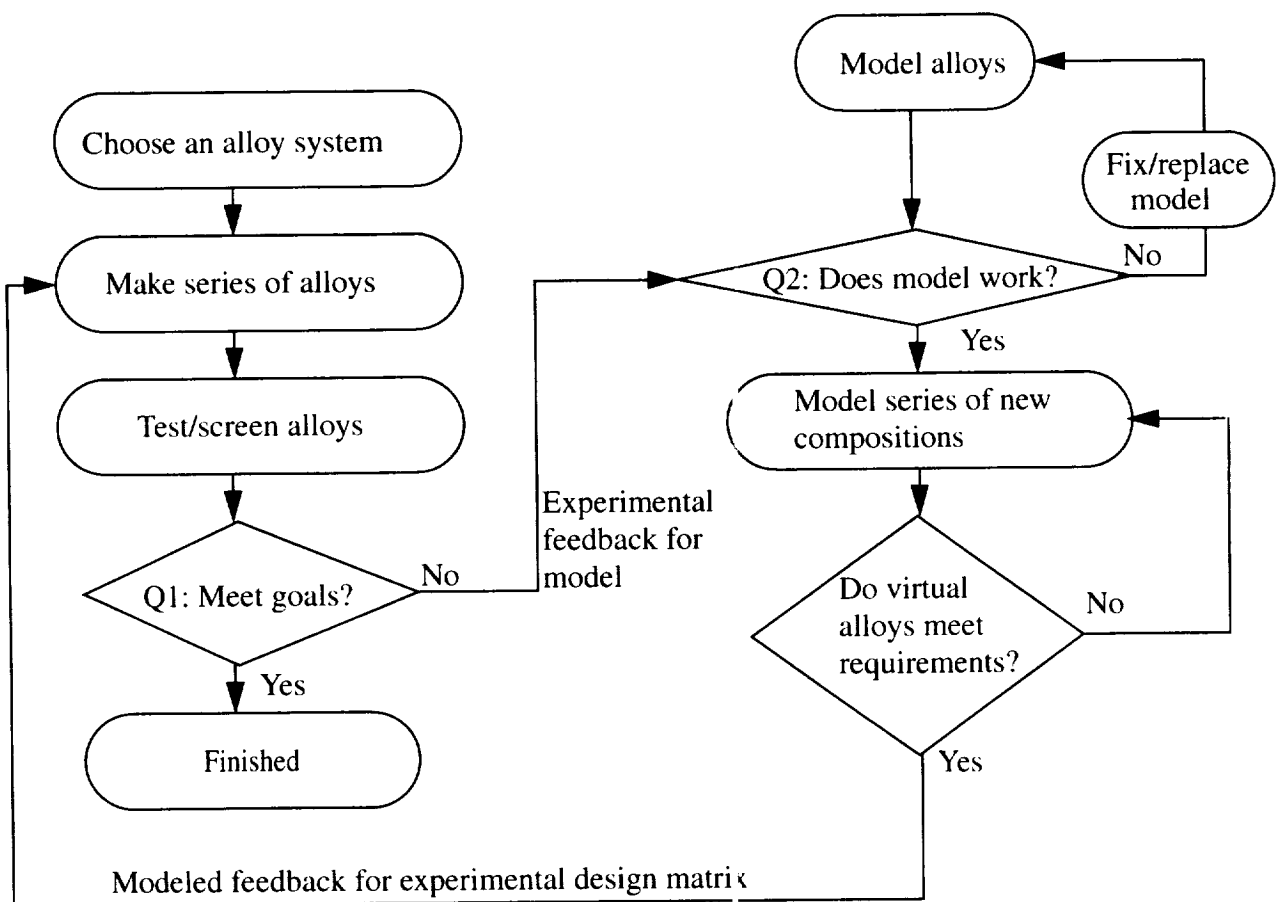 Choose an alloy system
Make series of alloys
Test/screen alloys
Q1: Meet goals?
No
Yes
Finished
Experimental
feedback for
model
Model alloys
Fix/replace
model
Q2: Does model work?
No
Yes
Model series of new
compositions
Do virtual
alloys meet
requirements?
No
Yes
Modeled feedback for experimental design matrix